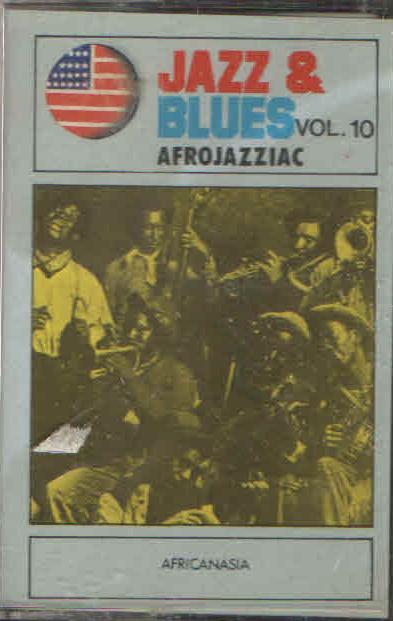 JAZZ &
BLUES VOL. 10
AFROJAZZIAC
AFRICANASIA